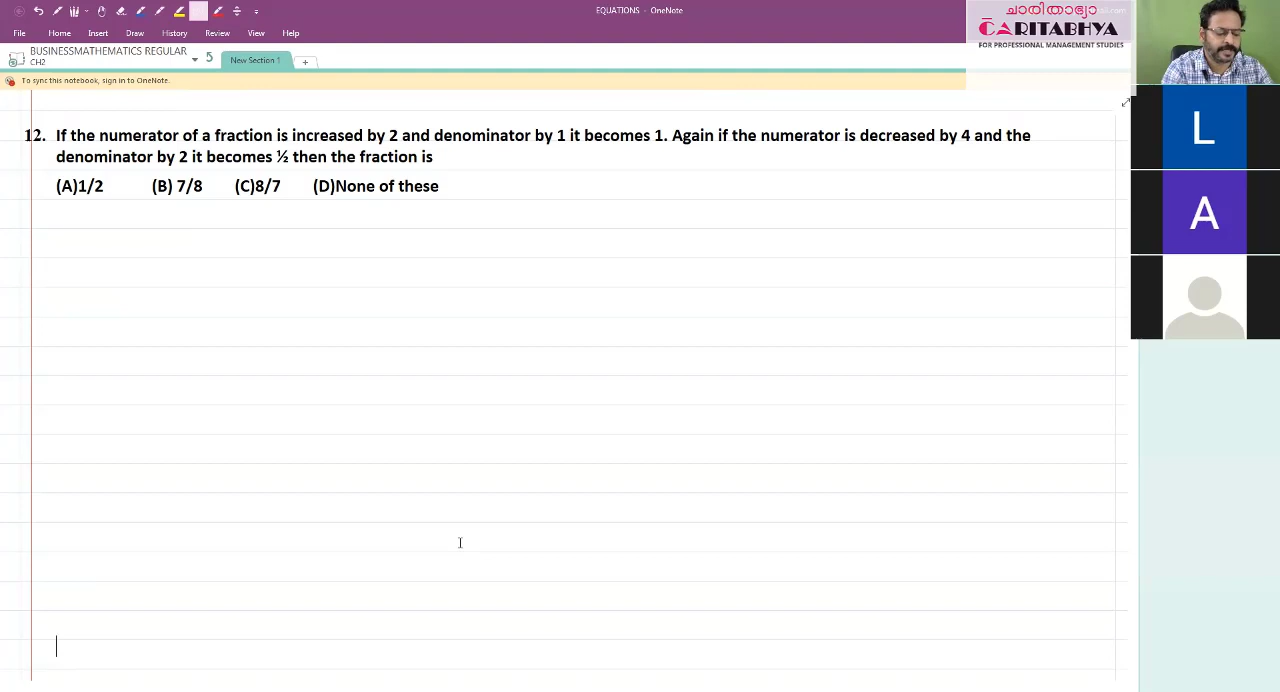 EQUATIONS - OneNote
File Home Insert Draw History Review View Help
ചാരിതാഭ്യാ
CARITABHYA
FOR PROFESSIONAL MANAGEMENT STUDIES
BUSINESSMATHEMATICS REGULAR
CH2
New Section 1
To sync this notebook, sign in to OneNote.
12. If the numerator of a fraction is increased by 2 and denominator by 1 it becomes 1. Again if the numerator is decreased by 4 and the
denominator by 2 it becomes ½ then the fraction is
(A)1/2 (B) 7/8 (C)8/7 (D)None of these
L
A